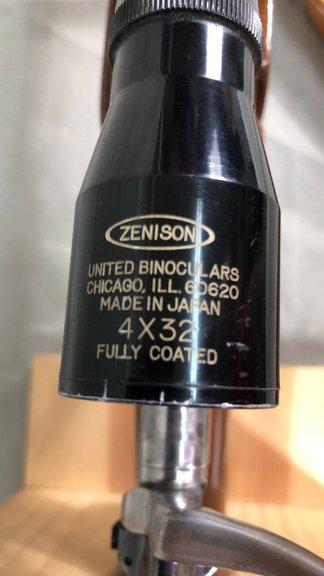 ZENISON
UNITED BINOCULARS
CHICAGO, ILL. 60620
MADE IN JAPAN
4X32
FULLY COATED